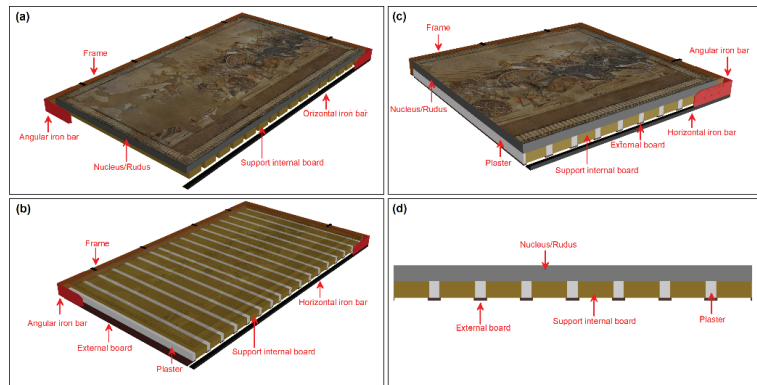 (a)
Frame
Angular iron bar
Nucleus/Rudus
Support internal board
Orizontal iron bar
(b)
Frame
Angular iron bar
External board
Plaster
Support internal board
Horizontal iron bar
(c)
Frame
Angular iron bar
Nucleus/Rudus
Plaster
Support internal board
External board
Horizontal iron bar
(d)
Nucleus/Rudus
External board
Support internal board
Plaster